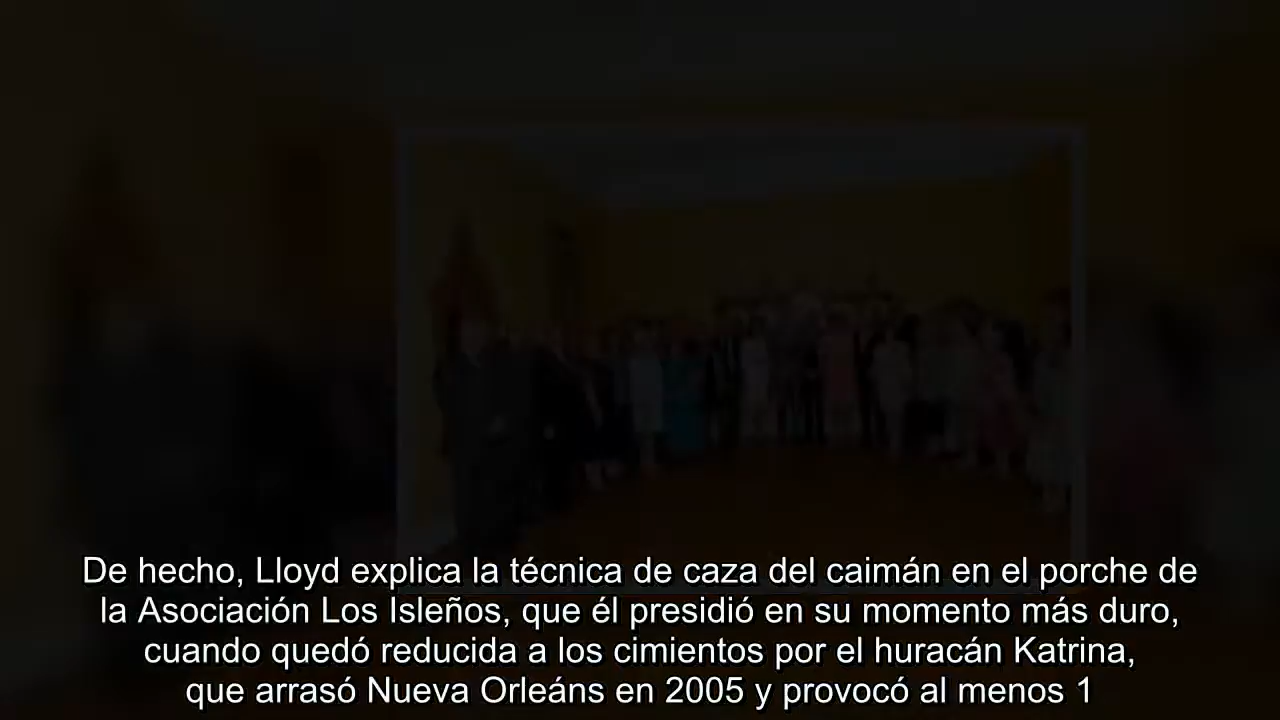 De hecho, Lloyd explica la técnica de caza del caimán en el porche de
la Asociación Los Isleños, que él presidió en su momento más duro,
cuando quedó reducida a los cimientos por el huracán Katrina,
que arrasó Nueva Orleáns en 2005 y provocó al menos 1